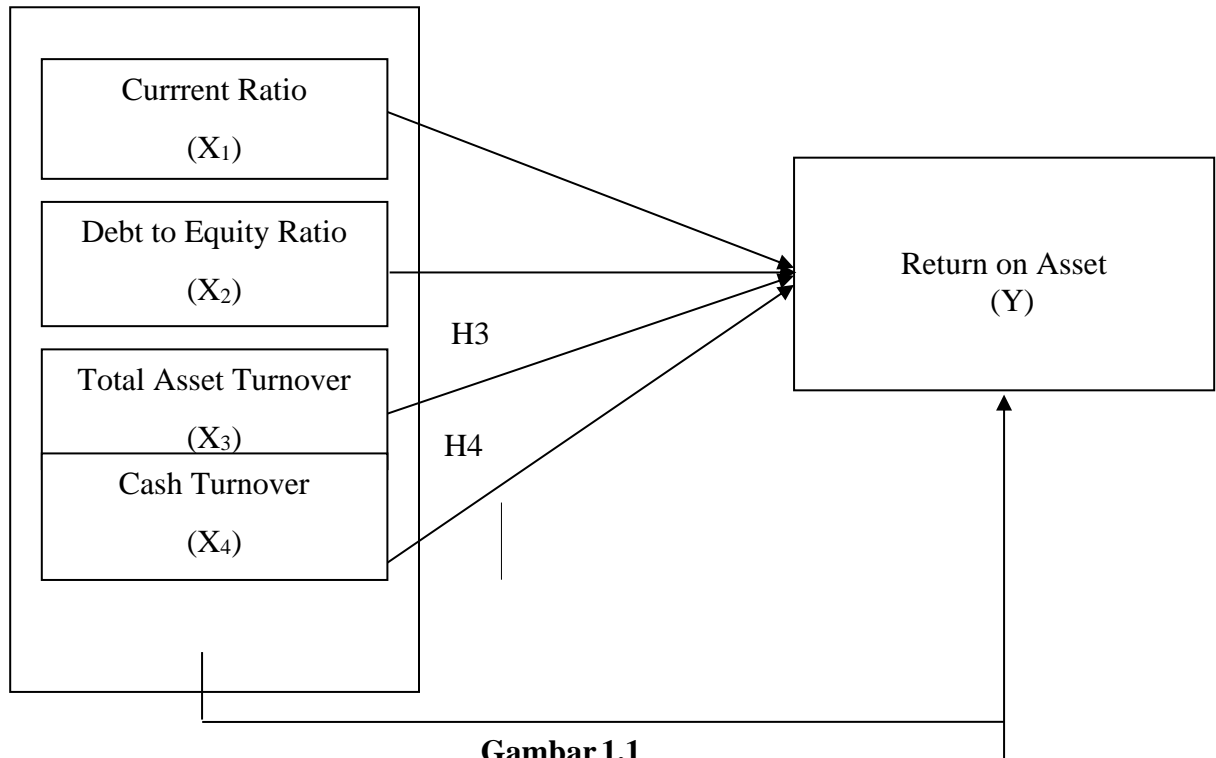 Currrent Ratio
(X₁)
Debt to Equity Ratio
(X₂)
H3
Total Asset Turnover
(X₃)
H4
Cash Turnover
(X₄)
Return on Asset
(Y)
Gambar 1.1